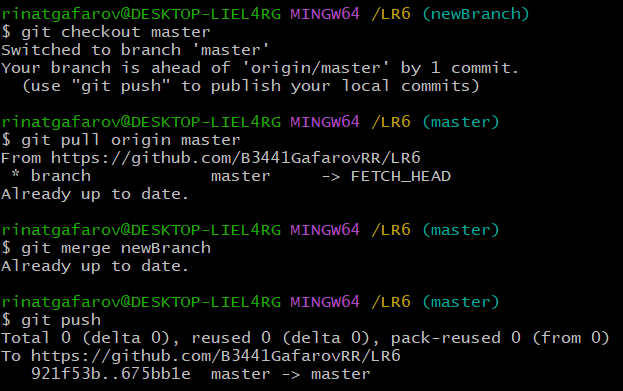 rinatgafarov@DESKTOP-LIEL4RG MINGW64 /LR6 (newBranch)
$ git checkout master
Switched to branch 'master'
Your branch is ahead of 'origin/master' by 1 commit.
  (use "git push" to publish your local commits)

rinatgafarov@DESKTOP-LIEL4RG MINGW64 /LR6 (master)
$ git pull origin master
From https://github.com/B3441GafarovRR/LR6
 * branch            master     -> FETCH_HEAD
Already up to date.

rinatgafarov@DESKTOP-LIEL4RG MINGW64 /LR6 (master)
$ git merge newBranch
Already up to date.

rinatgafarov@DESKTOP-LIEL4RG MINGW64 /LR6 (master)
$ git push
Total 0 (delta 0), reused 0 (delta 0), pack-reused 0 (from 0)
To https://github.com/B3441GafarovRR/LR6
   921f53b..675bb1e  master -> master